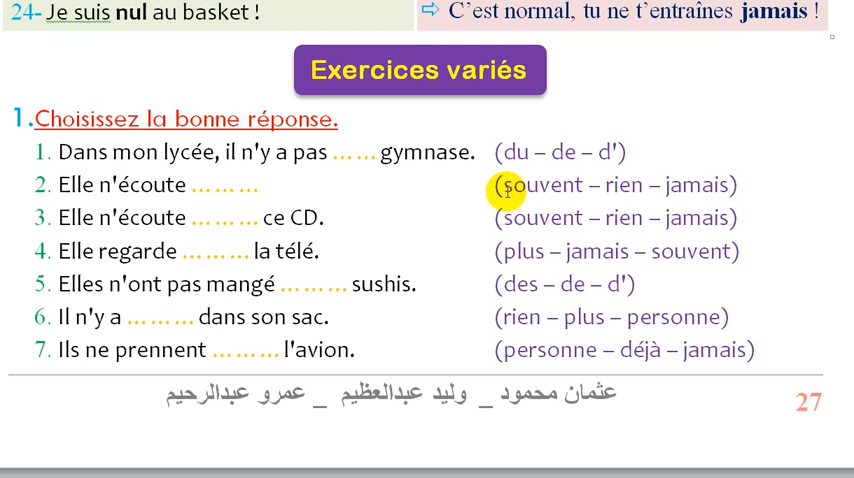 24- Je suis nul au basket !
⇨ C'est normal, tu ne t'entraînes jamais !
Exercices variés
1. Choisissez la bonne réponse.
1. Dans mon lycée, il n'y a pas …… gymnase. (du – de – d')
2. Elle n'écoute ……… (souvent – rien – jamais)
3. Elle n'écoute ……… ce CD. (souvent – rien – jamais)
4. Elle regarde ……… la télé. (plus – jamais – souvent)
5. Elles n'ont pas mangé ……… sushis. (des – de – d')
6. Il n'y a ……… dans son sac. (rien – plus – personne)
7. Ils ne prennent ……… l'avion. (personne – déjà – jamais)
عثمان محمود _ وليد عبدالعظيم _ عمرو عبدالرحيم
27